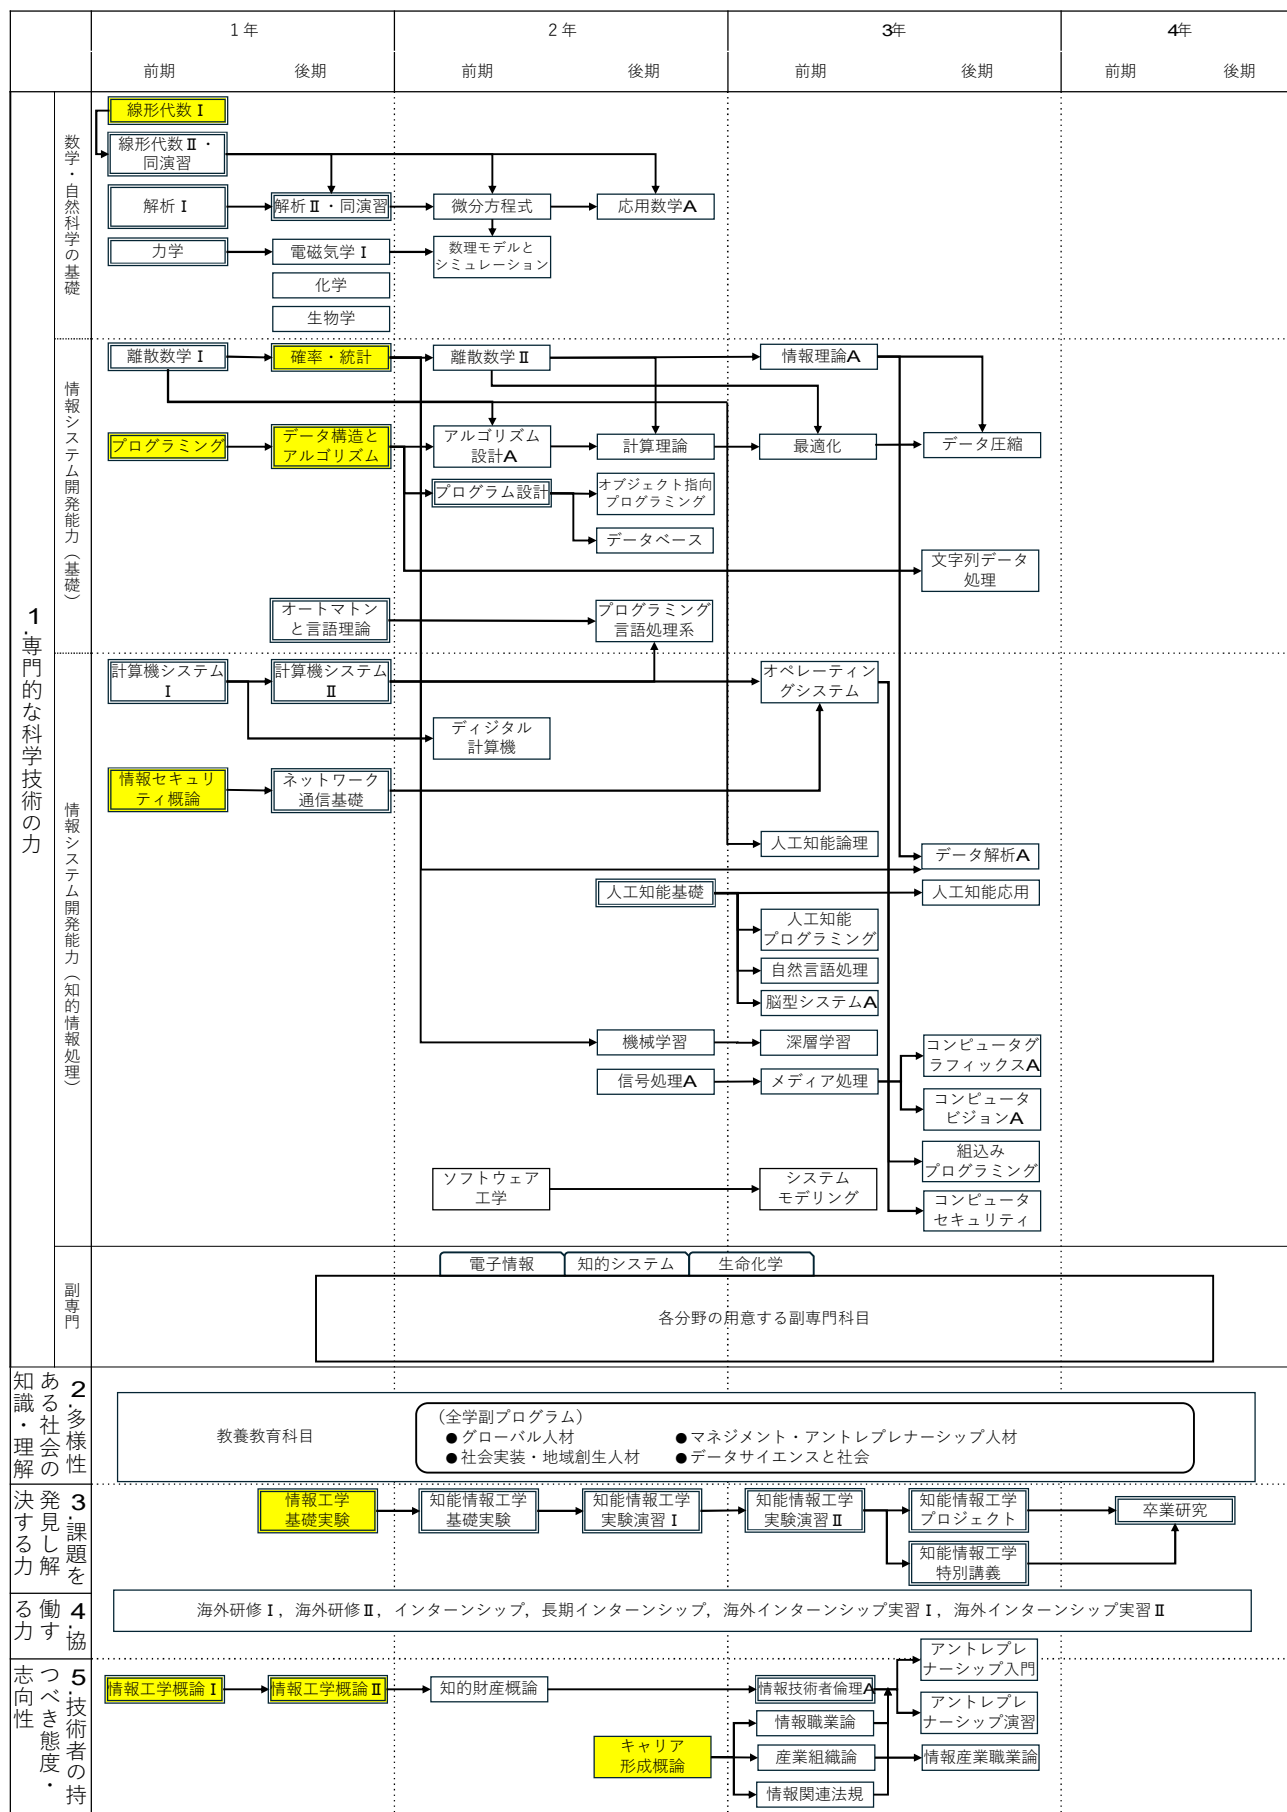 1年
2年
3年
4年
前期
後期
前期
後期
前期
後期
前期
後期
1.専門的な科学技術の力
数学・自然科学の基礎
線形代数Ⅰ
線形代数Ⅱ・
同演習
解析Ⅰ
解析Ⅱ・同演習
微分方程式
応用数学A
力学
電磁気学Ⅰ
数理モデルと
シミュレーション
化学
生物学
情報システム開発能力（基礎）
離散数学Ⅰ
確率・統計
離散数学Ⅱ
情報理論A
プログラミング
データ構造と
アルゴリズム
アルゴリズム
設計A
計算理論
最適化
データ圧縮
プログラム設計
オブジェクト指向
プログラミング
データベース
文字列データ
処理
オートマトン
と言語理論
プログラミング
言語処理系
情報システム開発能力（知的情報処理）
計算機システム
Ⅰ
計算機システム
Ⅱ
オペレーティン
グシステム
ディジタル
計算機
情報セキュリ
ティ概論
ネットワーク
通信基礎
人工知能論理
データ解析A
人工知能基礎
人工知能応用
人工知能
プログラミング
自然言語処理
脳型システムA
機械学習
深層学習
コンピュータグ
ラフィックスA
信号処理A
メディア処理
コンピュータ
ビジョンA
組込み
プログラミング
ソフトウェア
工学
システム
モデリング
コンピュータ
セキュリティ
副専門
電子情報
知的システム
生命化学
各分野の用意する副専門科目
2.多様性
ある社会の
知識・理解
教養教育科目
（全学副プログラム）
●グローバル人材
●マネジメント・アントレプレナーシップ人材
●社会実装・地域創生人材
●データサイエンスと社会
3.課題を
発見し解
決する力
情報工学
基礎実験
知能情報工学
基礎実験
知能情報工学
実験演習Ⅰ
知能情報工学
実験演習Ⅱ
知能情報工学
プロジェクト
卒業研究
知能情報工学
特別講義
4.協
働す
る力
海外研修Ⅰ，海外研修Ⅱ，インターンシップ，長期インターンシップ，海外インターンシップ実習Ⅰ，海外インターンシップ実習Ⅱ
5.技術者の持
つべき態度・
志向性
アントレプレ
ナーシップ入門
情報工学概論Ⅰ
情報工学概論Ⅱ
知的財産概論
情報技術者倫理A
アントレプレ
ナーシップ演習
情報職業論
キャリア
形成概論
産業組織論
情報産業職業論
情報関連法規